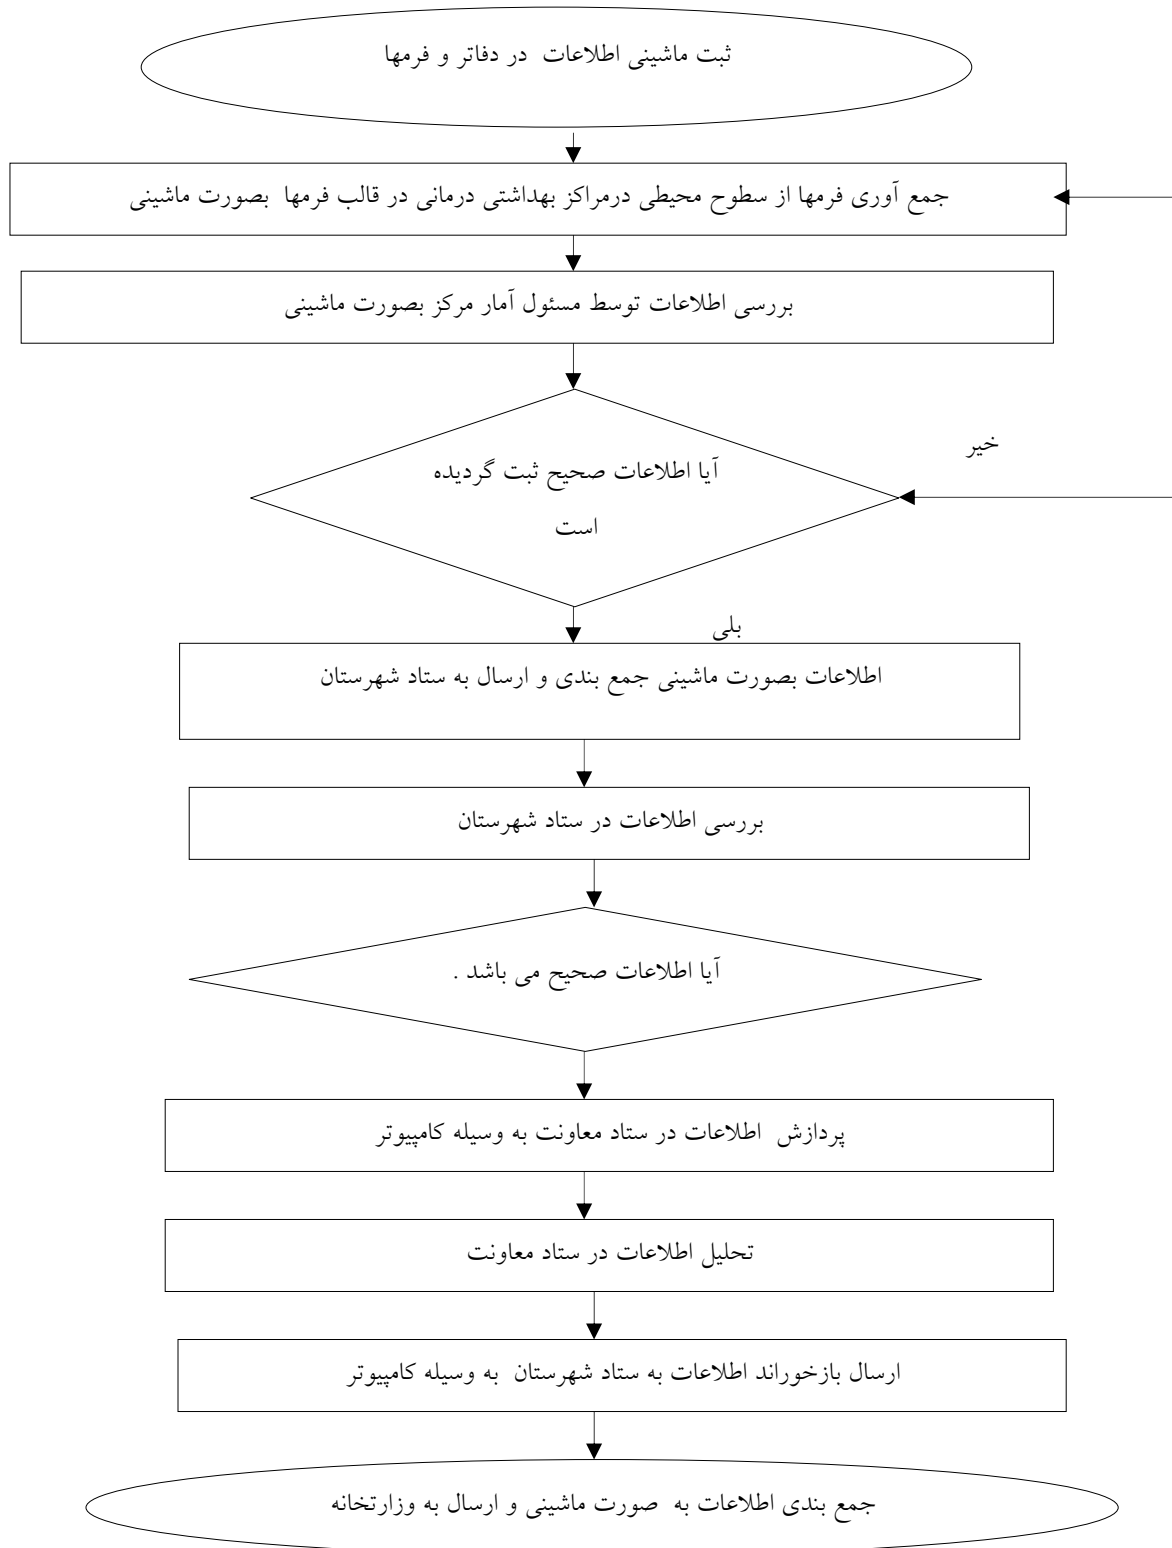 ثبت ماشینی اطلاعات در دفاتر و فرمها
جمع آوری فرمها از سطوح محیطی درمراکز بهداشتی درمانی در قالب فرمها بصورت ماشینی
بررسی اطلاعات توسط مسئول آمار مرکز بصورت ماشینی
آیا اطلاعات صحیح ثبت گردیده
است
خیر
بلی
اطلاعات بصورت ماشینی جمع بندی و ارسال به ستاد شهرستان
بررسی اطلاعات در ستاد شهرستان
آیا اطلاعات صحیح می باشد .
پردازش اطلاعات در ستاد معاونت به وسیله کامپیوتر
تحلیل اطلاعات در ستاد معاونت
ارسال بازخوراند اطلاعات به ستاد شهرستان به وسیله کامپیوتر
جمع بندی اطلاعات به صورت ماشینی و ارسال به وزارتخانه